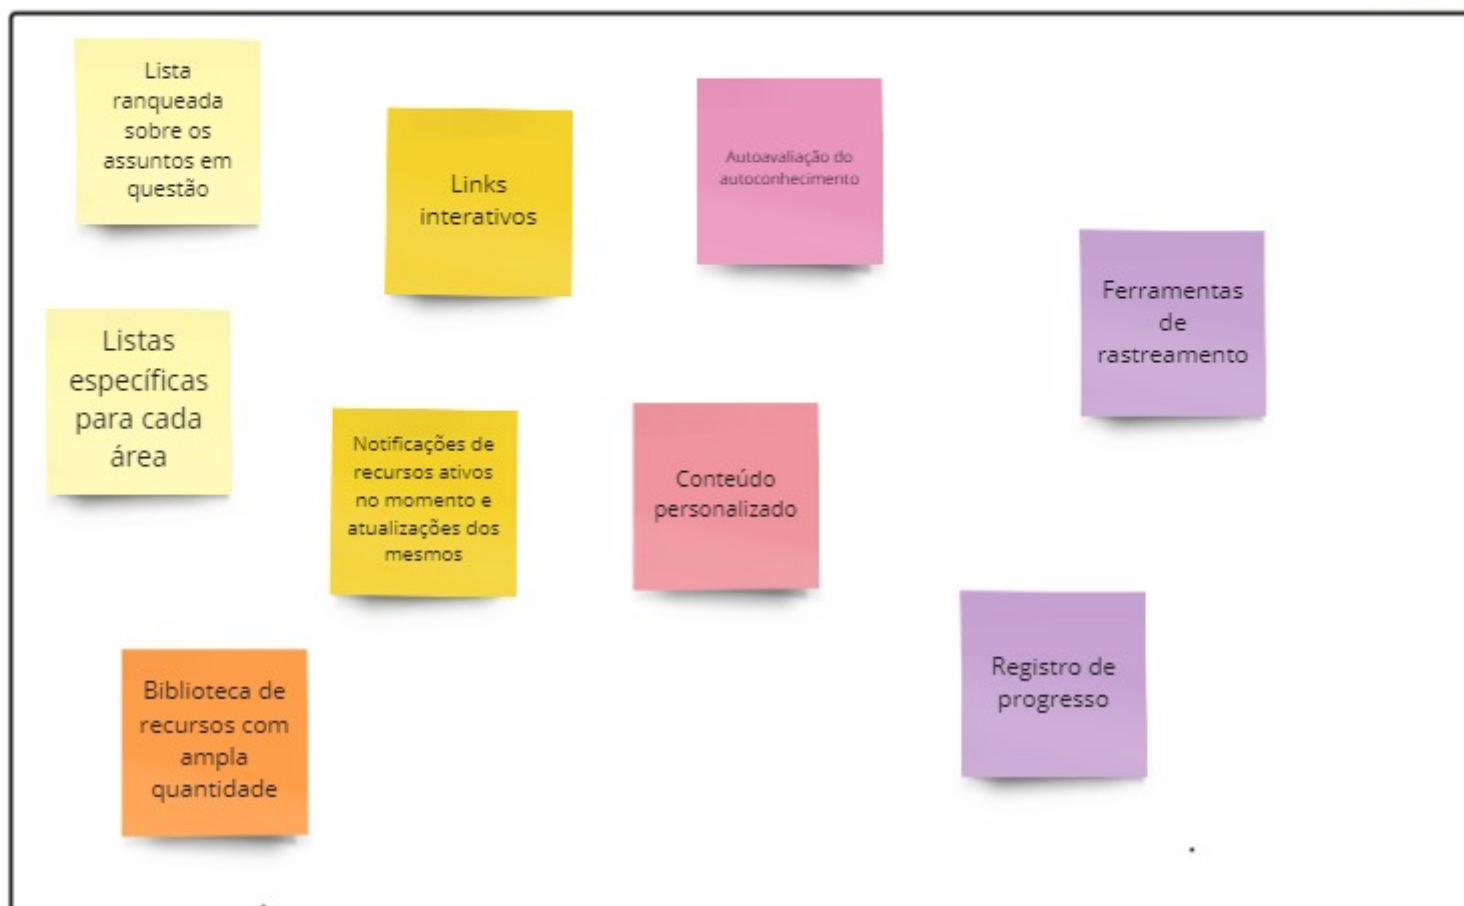 Lista
ranqueada
sobre os
assuntos em
questão
Links
interativos
Autoavaliação do
autoconhecimento
Ferramentas
de
rastreamento
Listas
específicas
para cada
área
Notificações de
recursos ativos
no momento e
atualizações dos
mesmos
Conteúdo
personalizado
Biblioteca de
recursos com
ampla
quantidade
Registro de
progresso